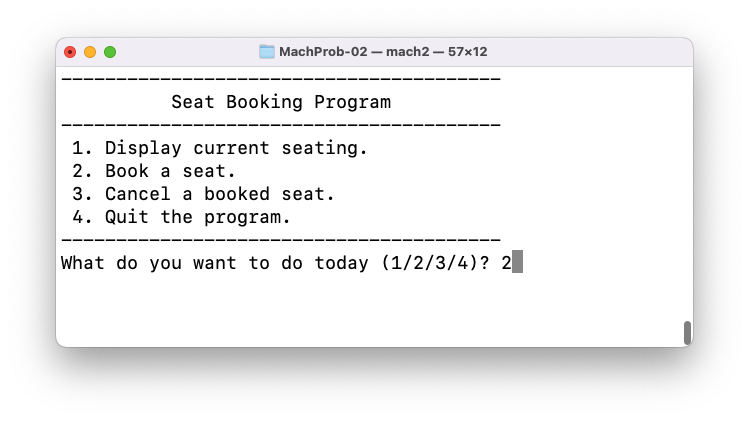 MachProb-02 — mach2 — 57×12
----------------------------------------
Seat Booking Program
----------------------------------------
1. Display current seating.
2. Book a seat.
3. Cancel a booked seat.
4. Quit the program.
----------------------------------------
What do you want to do today (1/2/3/4)? 2